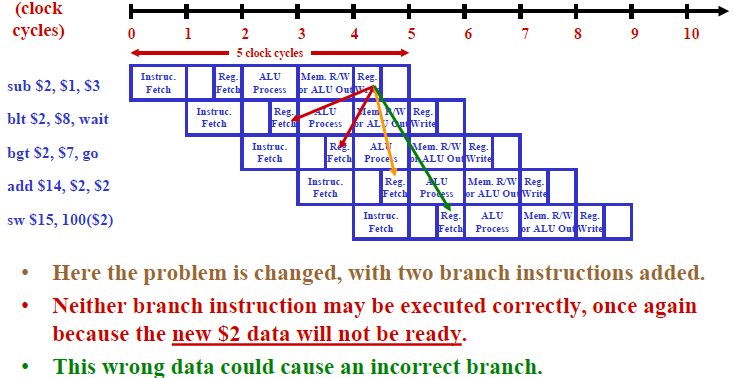 (clock
cycles)
0 1 2 3 4 5 6 7 8 9 10
5 clock cycles
sub $2, $1, $3
Instruc. Fetch
Reg. Fetch
ALU Process
Mem. R/W or ALU Out
Reg. Write
blt $2, $8, wait
Instruc. Fetch
Reg. Fetch
ALU Process
Mem. R/W or ALU Out
Reg. Write
bgt $2, $7, go
Instruc. Fetch
Reg. Fetch
ALU Process
Mem. R/W or ALU Out
Reg. Write
add $14, $2, $2
Instruc. Fetch
Reg. Fetch
ALU Process
Mem. R/W or ALU Out
Reg. Write
sw $15, 100($2)
Instruc. Fetch
Reg. Fetch
ALU Process
Mem. R/W or ALU Out
Reg. Write
• Here the problem is changed, with two branch instructions added.
• Neither branch instruction may be executed correctly, once again
because the new $2 data will not be ready.
• This wrong data could cause an incorrect branch.